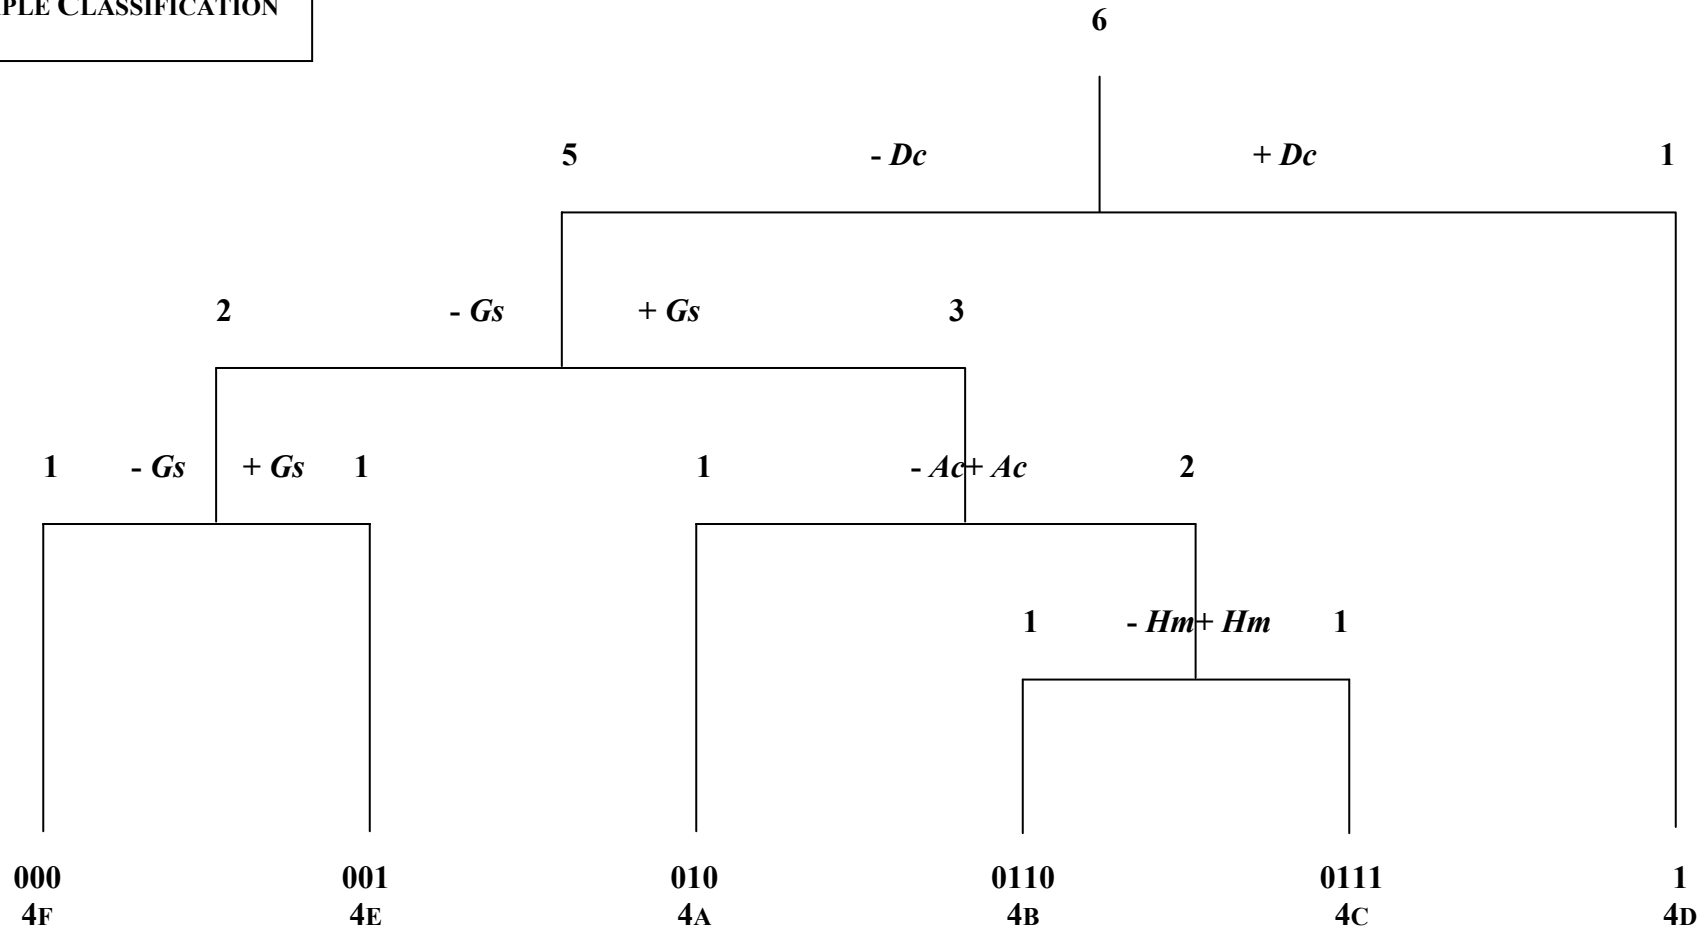 CLASSIFICATION
6
5 - Dc + Dc 1
2 - Gs + Gs 3
1 - Gs + Gs 1 1 - Ac+ Ac 2
1 - Hm+ Hm 1
000 001 010 0110 0111 1
4F 4E 4A 4B 4C 4D